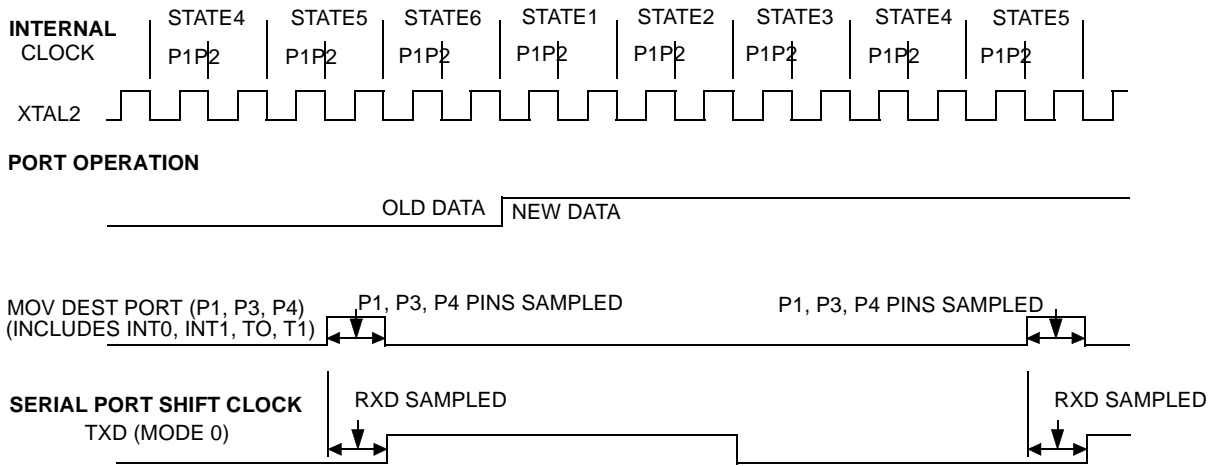 INTERNAL
CLOCK
STATE4 STATE5 STATE6 STATE1 STATE2 STATE3 STATE4 STATE5
P1P2 P1P2 P1P2 P1P2 P1P2 P1P2 P1P2 P1P2
XTAL2
PORT OPERATION
OLD DATA NEW DATA
MOV DEST PORT (P1, P3, P4)
(INCLUDES INT0, INT1, TO, T1)
P1, P3, P4 PINS SAMPLED P1, P3, P4 PINS SAMPLED
SERIAL PORT SHIFT CLOCK
TXD (MODE 0)
RXD SAMPLED RXD SAMPLED